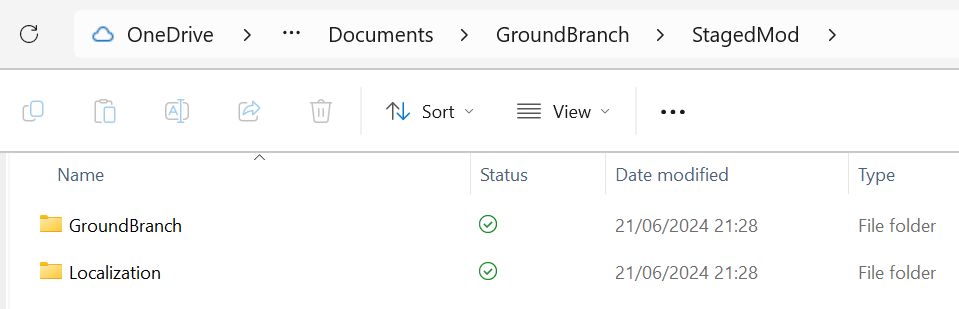 OneDrive > ... Documents > GroundBranch > StagedMod >
Sort View ...
Name Status Date modified Type
GroundBranch 21/06/2024 21:28 File folder
Localization 21/06/2024 21:28 File folder